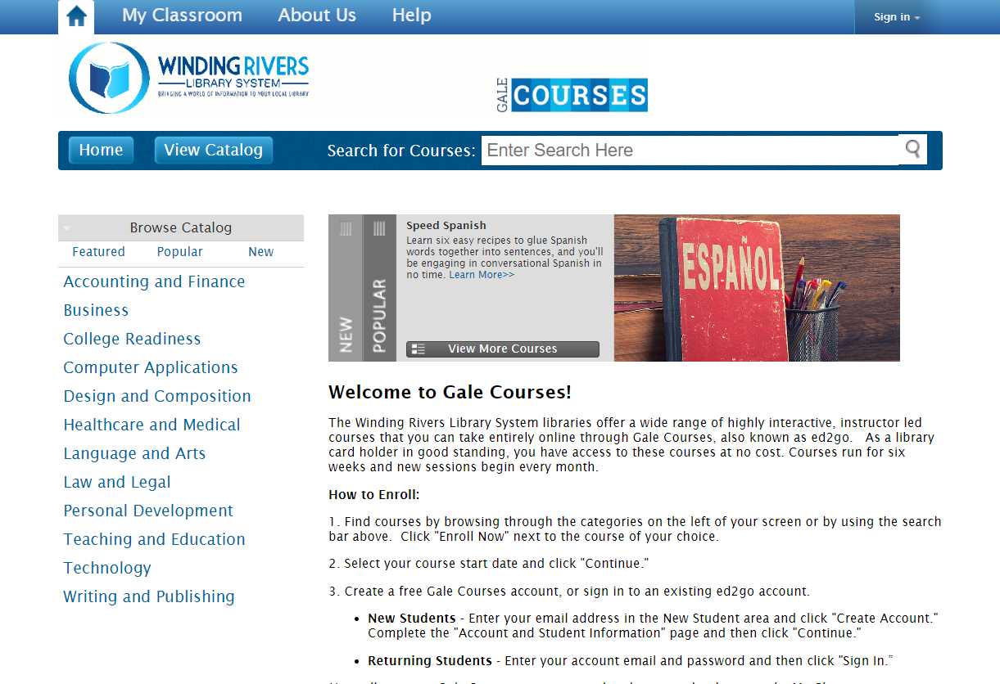 My Classroom About Us Help Sign in
WINDING RIVERS
LIBRARY SYSTEM
BRINGING A WORLD OF INFORMATION TO YOUR LOCAL LIBRARY
GALE COURSES
Home View Catalog Search for Courses: Enter Search Here
Browse Catalog
Featured Popular New
Accounting and Finance
Business
College Readiness
Computer Applications
Design and Composition
Healthcare and Medical
Language and Arts
Law and Legal
Personal Development
Teaching and Education
Technology
Writing and Publishing
NEW
POPULAR
Speed Spanish
Learn six easy recipes to glue Spanish
words together into sentences, and you'll
be engaging in conversational Spanish in
no time. Learn More>>
View More Courses
ESPAÑOL
Welcome to Gale Courses!
The Winding Rivers Library System libraries offer a wide range of highly interactive, instructor led
courses that you can take entirely online through Gale Courses, also known as ed2go. As a library
card holder in good standing, you have access to these courses at no cost. Courses run for six
weeks and new sessions begin every month.
How to Enroll:
1. Find courses by browsing through the categories on the left of your screen or by using the search
bar above. Click "Enroll Now" next to the course of your choice.
2. Select your course start date and click "Continue."
3. Create a free Gale Courses account, or sign in to an existing ed2go account.
• New Students - Enter your email address in the New Student area and click "Create Account."
Complete the "Account and Student Information" page and then click "Continue."
• Returning Students - Enter your account email and password and then click "Sign In.”